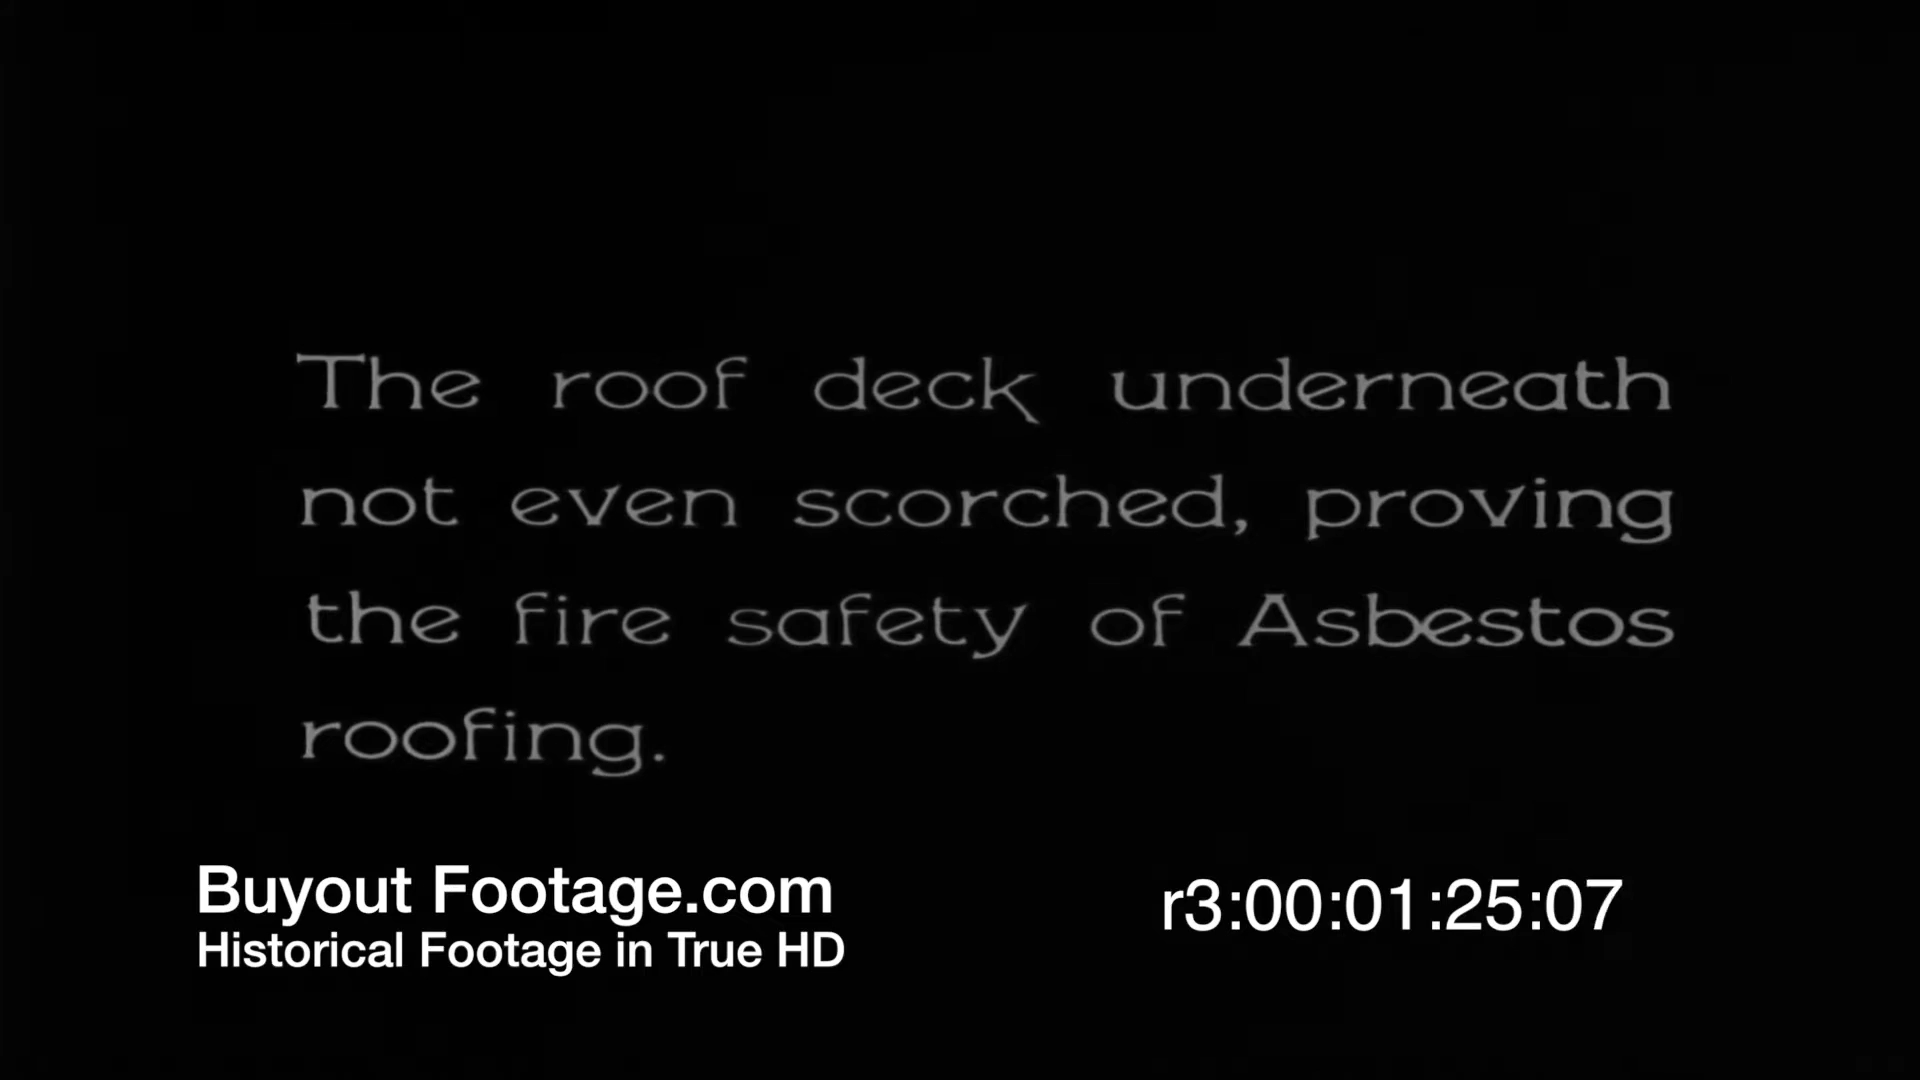 The roof deck underneath
not even scorched, proving
the fire safety of Asbestos
roofing.
Buyout Footage.com
Historical Footage in True HD
r3:00:01:25:07